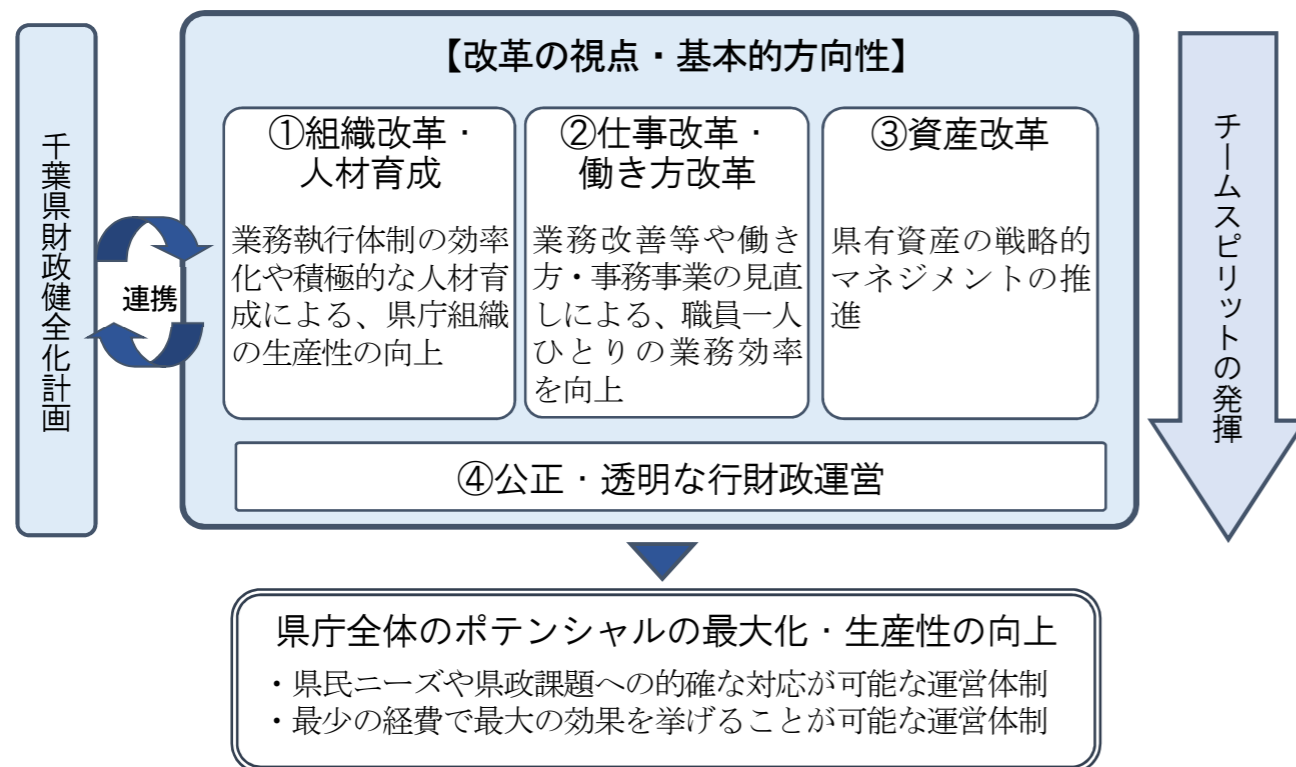 千葉県財政健全化計画
連携
【改革の視点・基本的方向性】
①組織改革・
人材育成
業務執行体制の効率
化や積極的な人材育
成による、県庁組織
の生産性の向上
②仕事改革・
働き方改革
業務改善等や働き
方・事務事業の見直
しによる、職員一人
ひとりの業務効率
を向上
③資産改革
県有資産の戦略的
マネジメントの推
進
④公正・透明な行財政運営
チームスピリットの発揮
県庁全体のポテンシャルの最大化・生産性の向上
・県民ニーズや県政課題への的確な対応が可能な運営体制
・最少の経費で最大の効果を挙げることが可能な運営体制